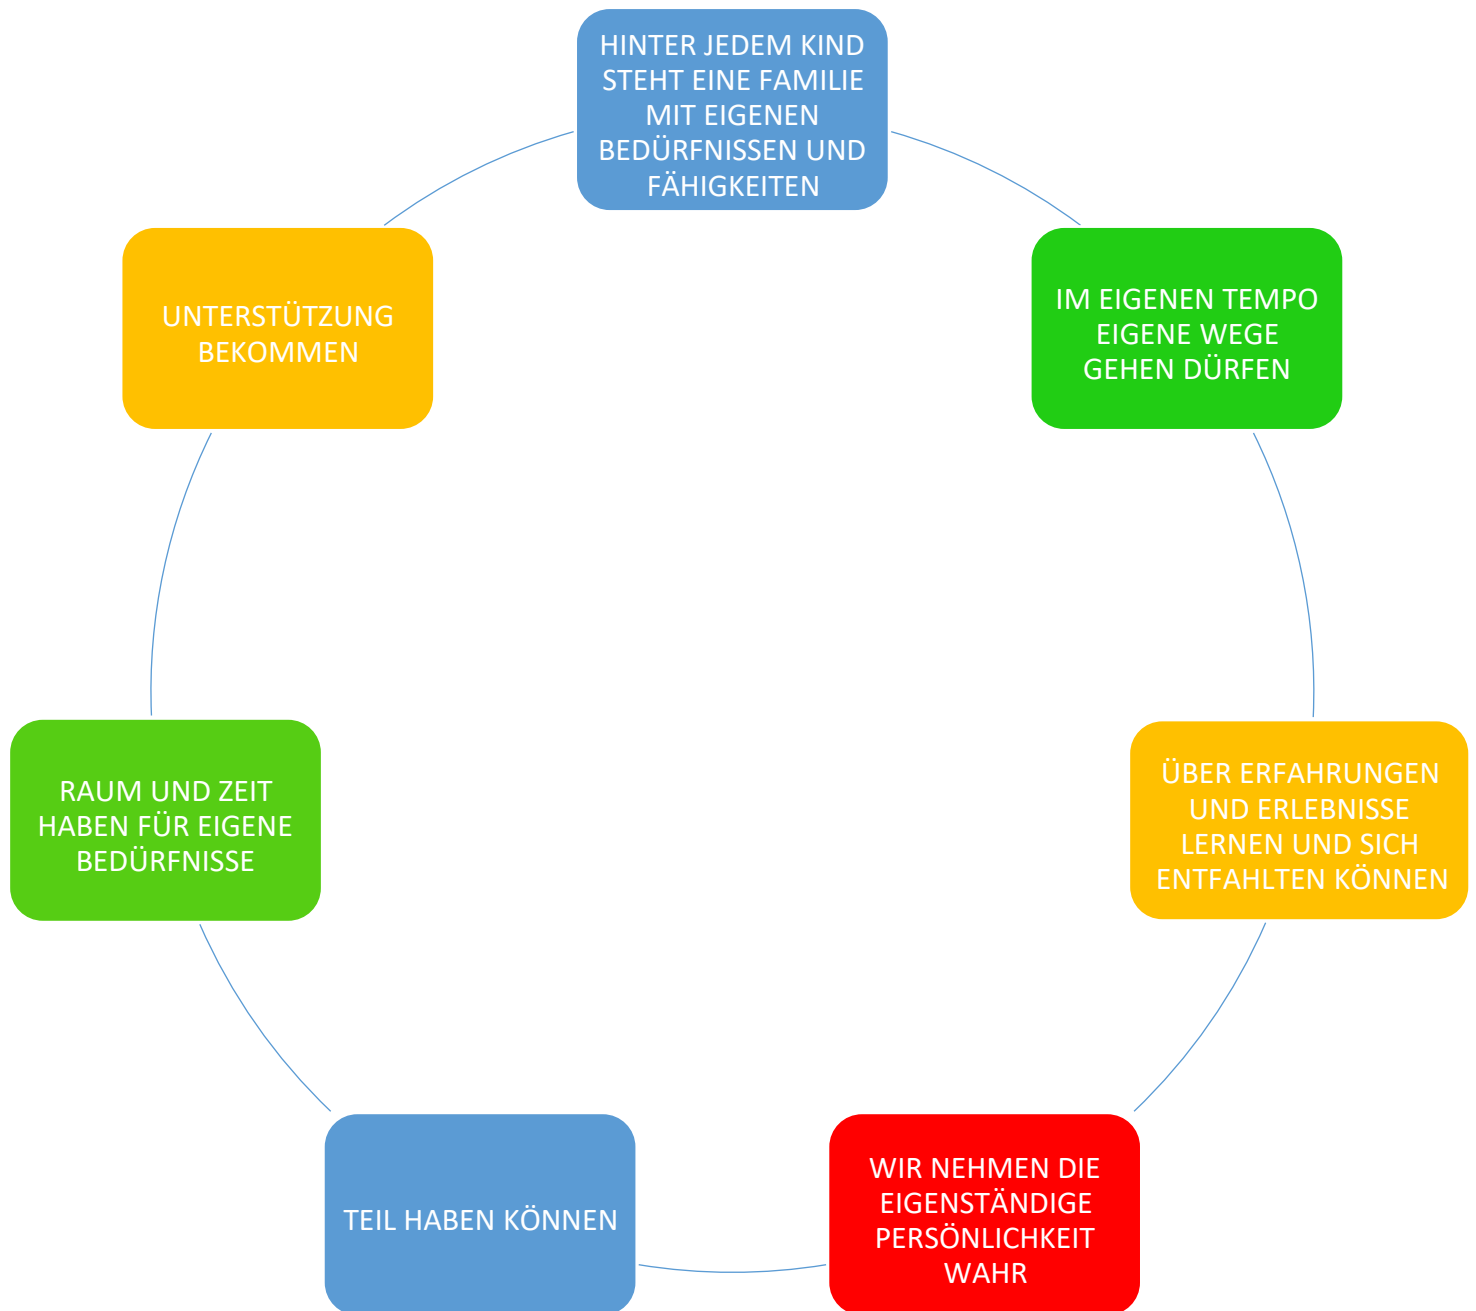 HINTER JEDEM KIND
STEHT EINE FAMILIE
MIT EIGENEN
BEDÜRFNISSEN UND
FÄHIGKEITEN
IM EIGENEN TEMPO
EIGENE WEGE
GEHEN DÜRFEN
ÜBER ERFAHRUNGEN
UND ERLEBNISSE
LERNEN UND SICH
ENTFAHLTEN KÖNNEN
WIR NEHMEN DIE
EIGENSTÄNDIGE
PERSÖNLICHKEIT
WAHR
TEIL HABEN KÖNNEN
RAUM UND ZEIT
HABEN FÜR EIGENE
BEDÜRFNISSE
UNTERSTÜTZUNG
BEKOMMEN